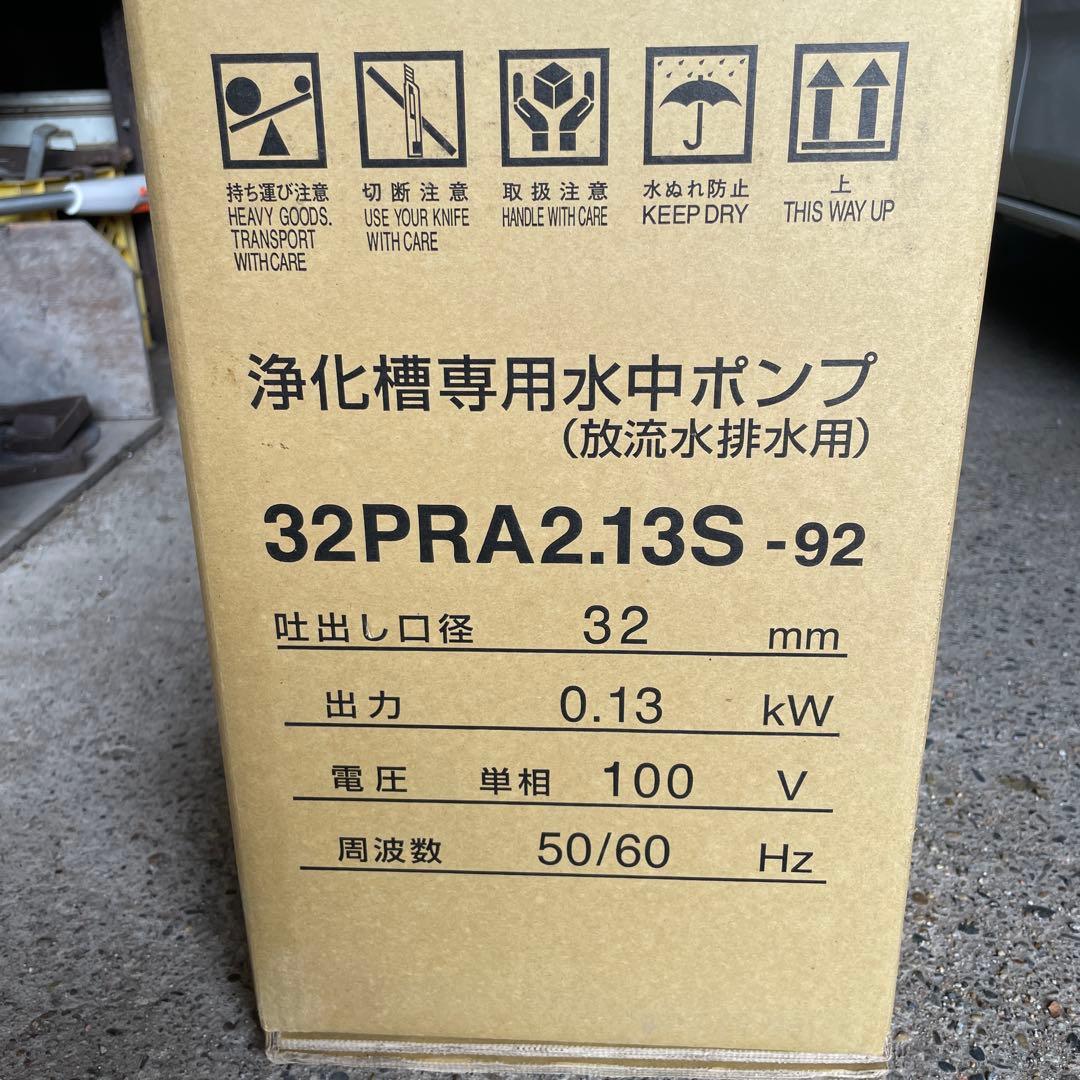 持ち運び注意
HEAVY GOODS.
TRANSPORT
WITH CARE
切断注意
USE YOUR KNIFE
WITH CARE
取扱注意
HANDLE WITH CARE
水ぬれ防止
KEEP DRY
上
THIS WAY UP
浄化槽専用水中ポンプ
(放流水排水用)
32PRA2.13S -92
吐出し口径 32 mm
出力 0.13 kW
電圧 単相 100 V
周波数 50/60 Hz